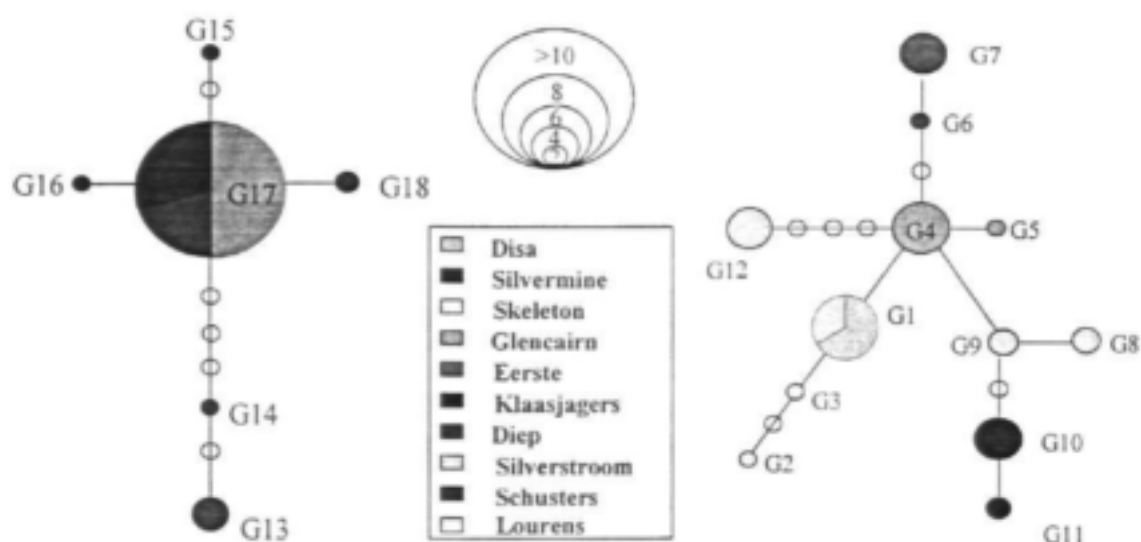 G15
G16
G17
G18
G14
G13
>10
8
6
4
Disa
Silvermine
Skeleton
Glencairn
Eerste
Klaasjagers
Diep
Silverstroom
Schusters
Lourens
G7
G6
G4
G5
G12
G1
G9
G8
G3
G2
G10
G11